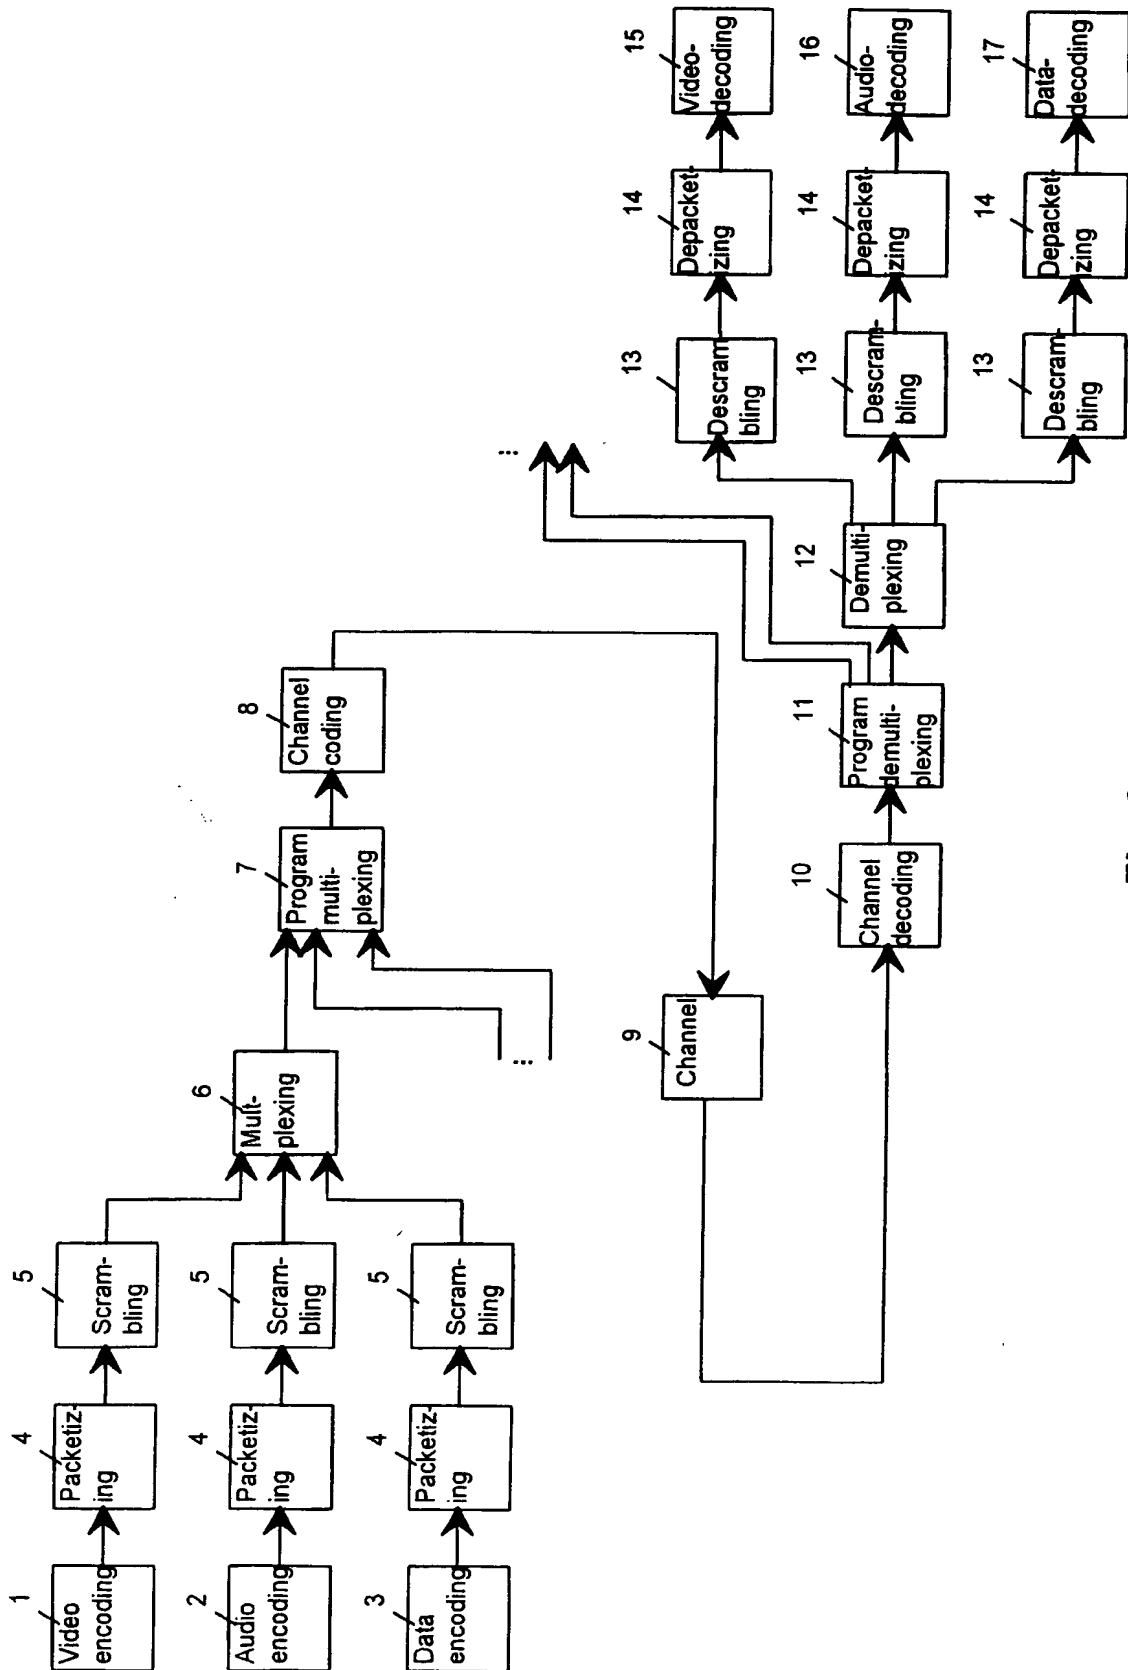 1
Video
encoding
4
Packetiz-
ing
5
Scram-
bling
2
Audio
encoding
4
Packetiz-
ing
5
Scram-
bling
3
Data
encoding
4
Packetiz-
ing
5
Scram-
bling
6
Mult-
plexing
...
7
Program
multi-
plexing
8
Channel
coding
9
Channel
10
Channel
decoding
11
Program
demulti-
plexing
...
12
Demulti-
plexing
13
Descram-
bling
14
Depacket-
izing
15
Video-
decoding
13
Descram-
bling
14
Depacket-
izing
16
Audio-
decoding
13
Descram-
bling
14
Depacket-
izing
17
Data-
decoding